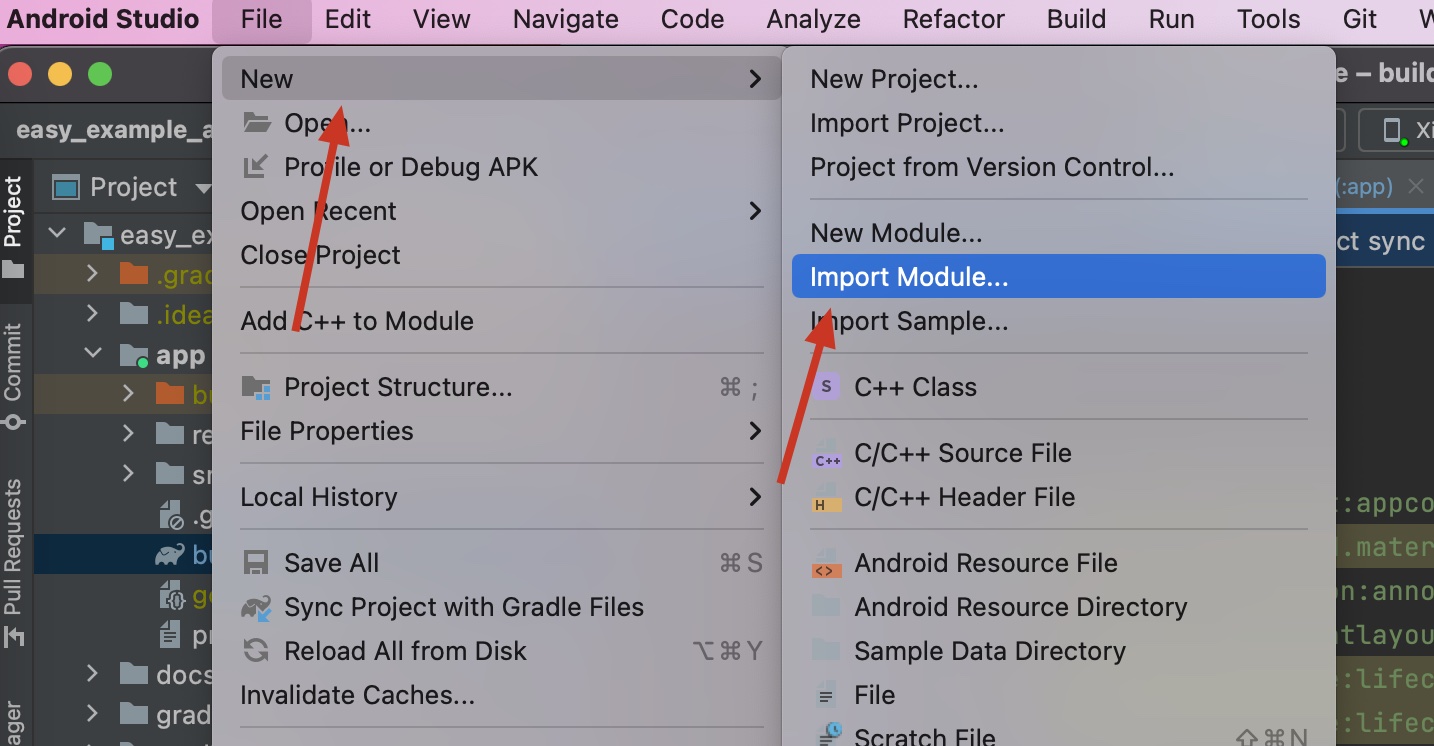 Android Studio File Edit View Navigate Code Analyze Refactor Build Run Tools Git
New
Open...
Profile or Debug APK
Open Recent
Close Project
Add C++ to Module
Project Structure... ⌘ ;
File Properties
Local History
Save All ⌘ S
Sync Project with Gradle Files
Reload All from Disk ⌥ ⌘ Y
Invalidate Caches...
New Project...
Import Project...
Project from Version Control...
New Module...
Import Module...
Import Sample...
S C++ Class
C++ C/C++ Source File
H C/C++ Header File
<> Android Resource File
Android Resource Directory
Sample Data Directory
File
Scratch File ⇧⌘N
easy_example_a
Project
easy_ex
.grad
.idea
app
bu
re
sr
.g
bu
ge
pr
docs
grad
Project
Commit
Pull Requests
ager
e – build
Xi
(:app)
ct sync
t:appco
l.mater
on:anno
tlayou
e:lifec
e:lifec